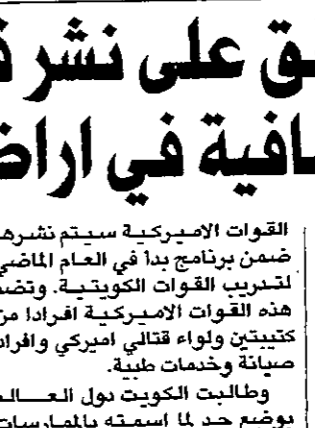 على نشر
في
القوات الاميركية سيتم نشرها
ضمن برنامج بدأ في العام الماضي
لتدريب القوات الكويتية. وتضم
هذه القوات الاميركية افرادا من
كتيبتين ولواء قتالي اميركي وافراد
صيانة وخدمات طبية.
وطالبت الكويت دول العالم
بوضع حد لما اسمته بالممارسات